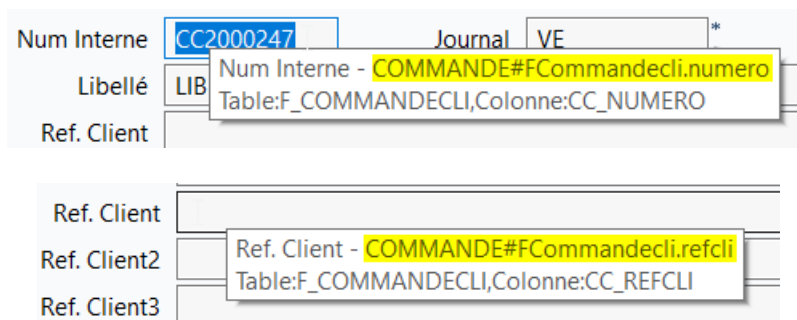 Num Interne CC2000247 Journal VE *
Num Interne - COMMANDE#FCommandecli.numero
Libellé LIB
Table:F_COMMANDECLI,Colonne:CC_NUMERO
Ref. Client
Ref. Client
Ref. Client - COMMANDE#FCommandecli.refcli
Ref. Client2
Table:F_COMMANDECLI,Colonne:CC_REFCLI
Ref. Client3